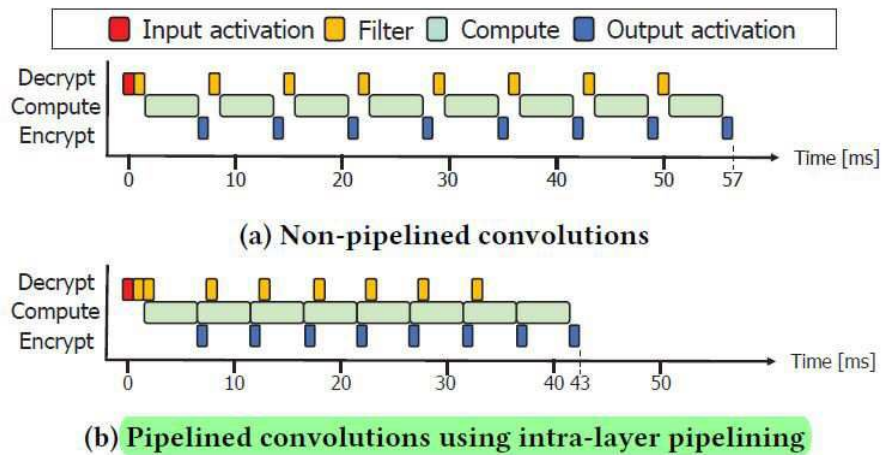 Input activation Filter Compute Output activation
Decrypt
Compute
Encrypt
Time [ms]
0 10 20 30 40 50 57
(a) Non-pipelined convolutions
Decrypt
Compute
Encrypt
Time [ms]
0 10 20 30 40 43 50
(b) Pipelined convolutions using intra-layer pipelining